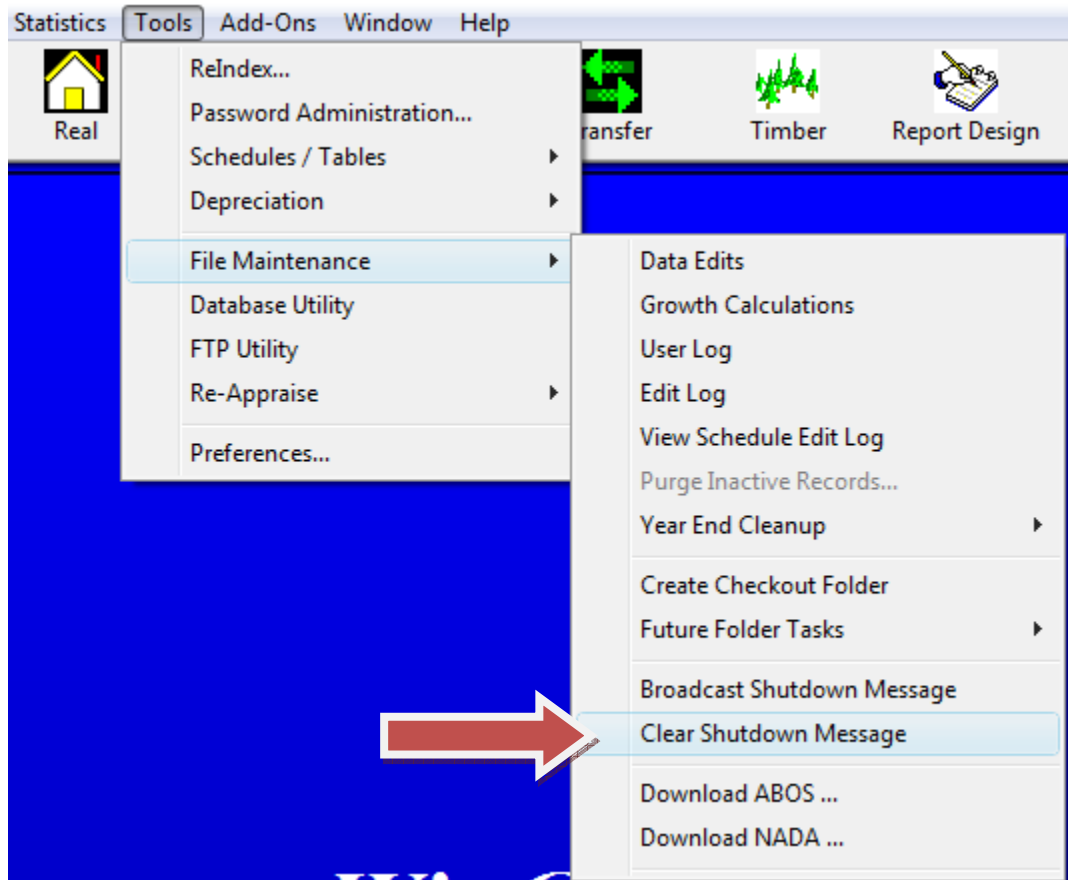 Statistics Tools Add-Ons Window Help
Real
ransfer
Timber
Report Design
ReIndex...
Password Administration...
Schedules / Tables
Depreciation
File Maintenance
Database Utility
FTP Utility
Re-Appraise
Preferences...
Data Edits
Growth Calculations
User Log
Edit Log
View Schedule Edit Log
Purge Inactive Records...
Year End Cleanup
Create Checkout Folder
Future Folder Tasks
Broadcast Shutdown Message
Clear Shutdown Message
Download ABOS ...
Download NADA ...